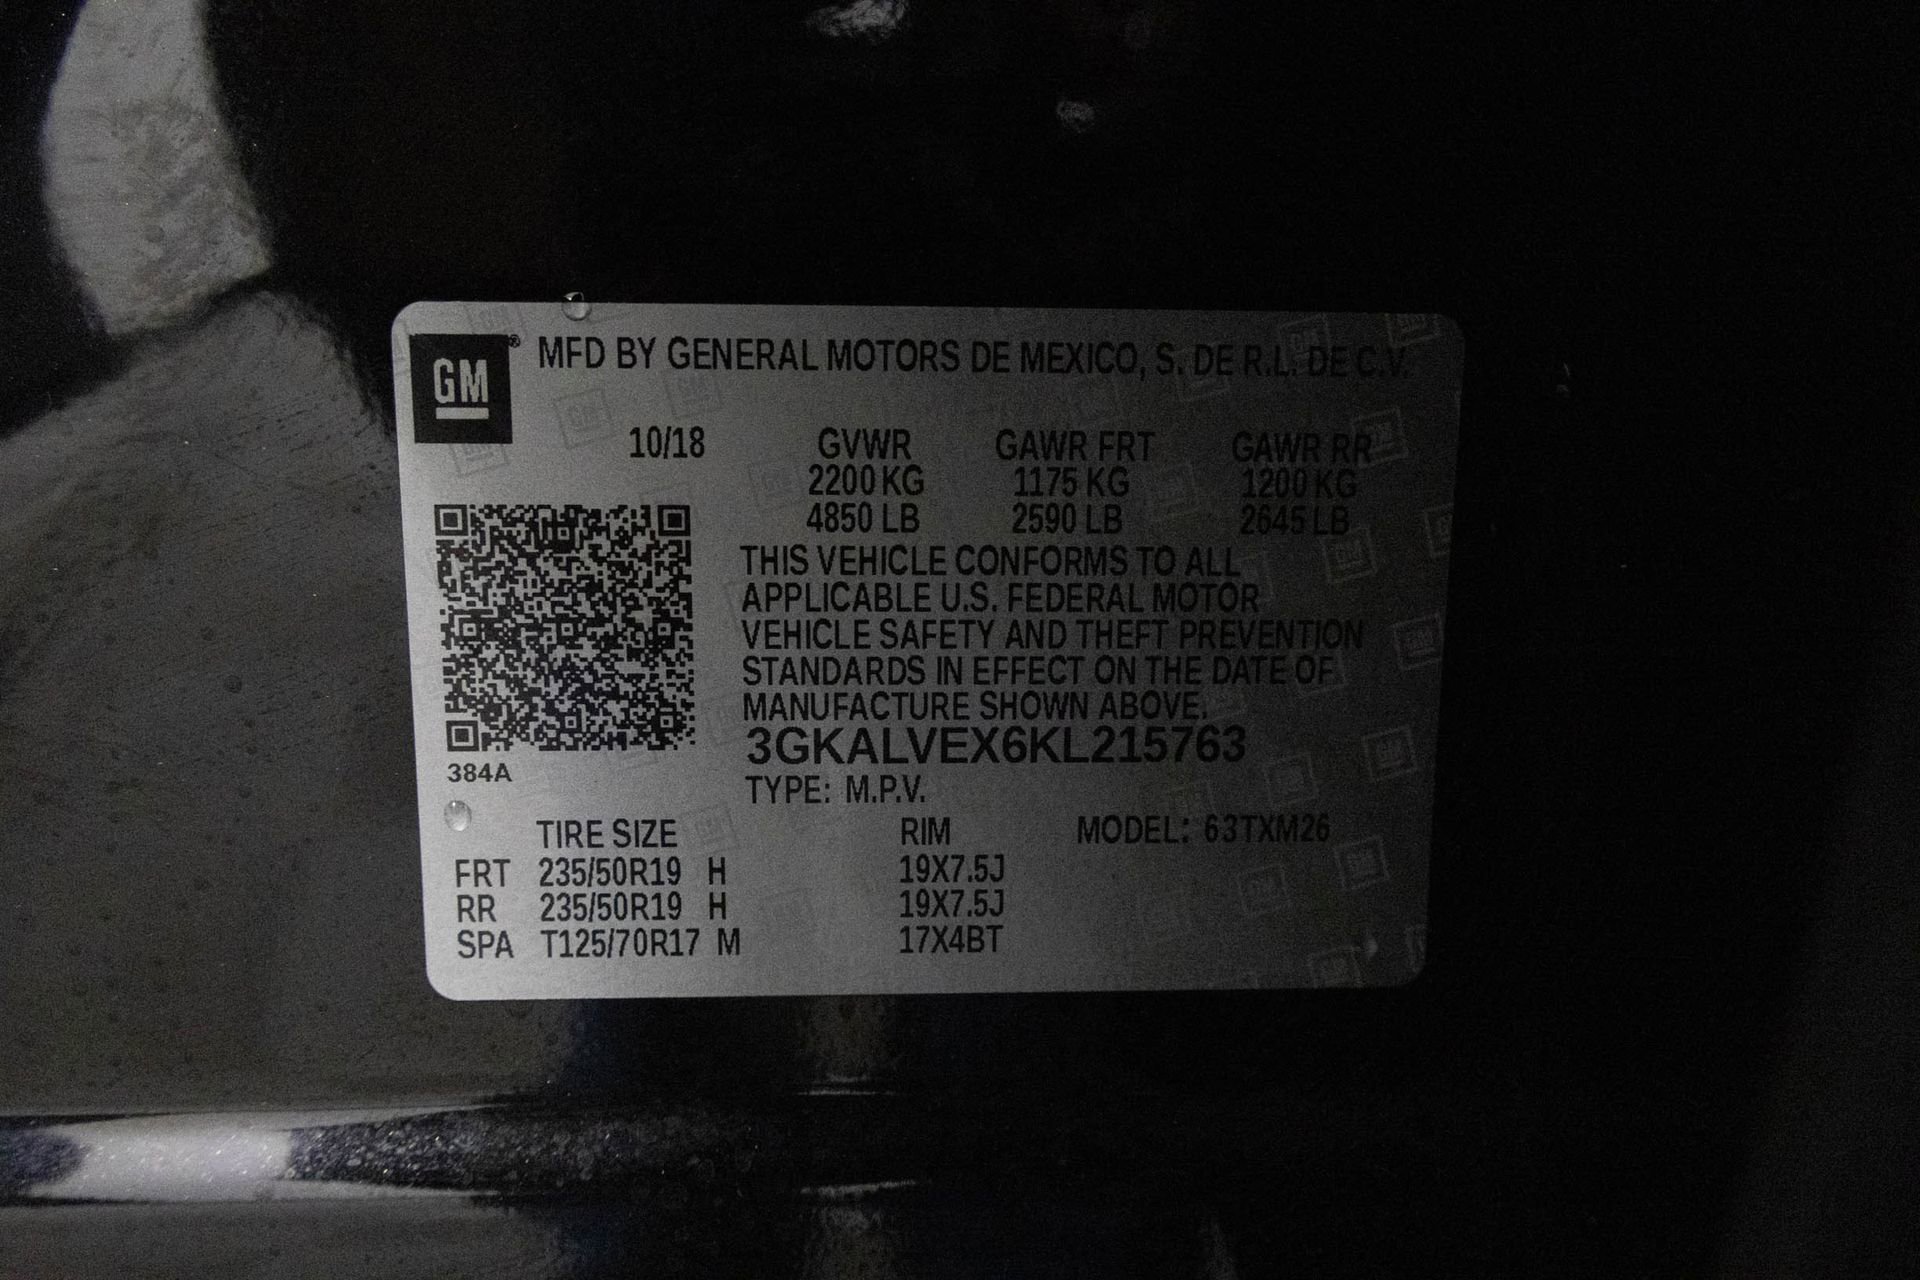 GM ® MFD BY GENERAL MOTORS DE MEXICO, S. DE R.L. DE C.V.
10/18 GVWR GAWR FRT GAWR RR
2200 KG 1175 KG 1200 KG
4850 LB 2590 LB 2645 LB
THIS VEHICLE CONFORMS TO ALL
APPLICABLE U.S. FEDERAL MOTOR
VEHICLE SAFETY AND THEFT PREVENTION
STANDARDS IN EFFECT ON THE DATE OF
MANUFACTURE SHOWN ABOVE.
3GKALVEX6KL215763
384A
TYPE: M.P.V.
TIRE SIZE RIM MODEL: 63TXM26
FRT 235/50R19 H 19X7.5J
RR 235/50R19 H 19X7.5J
SPA T125/70R17 M 17X4BT